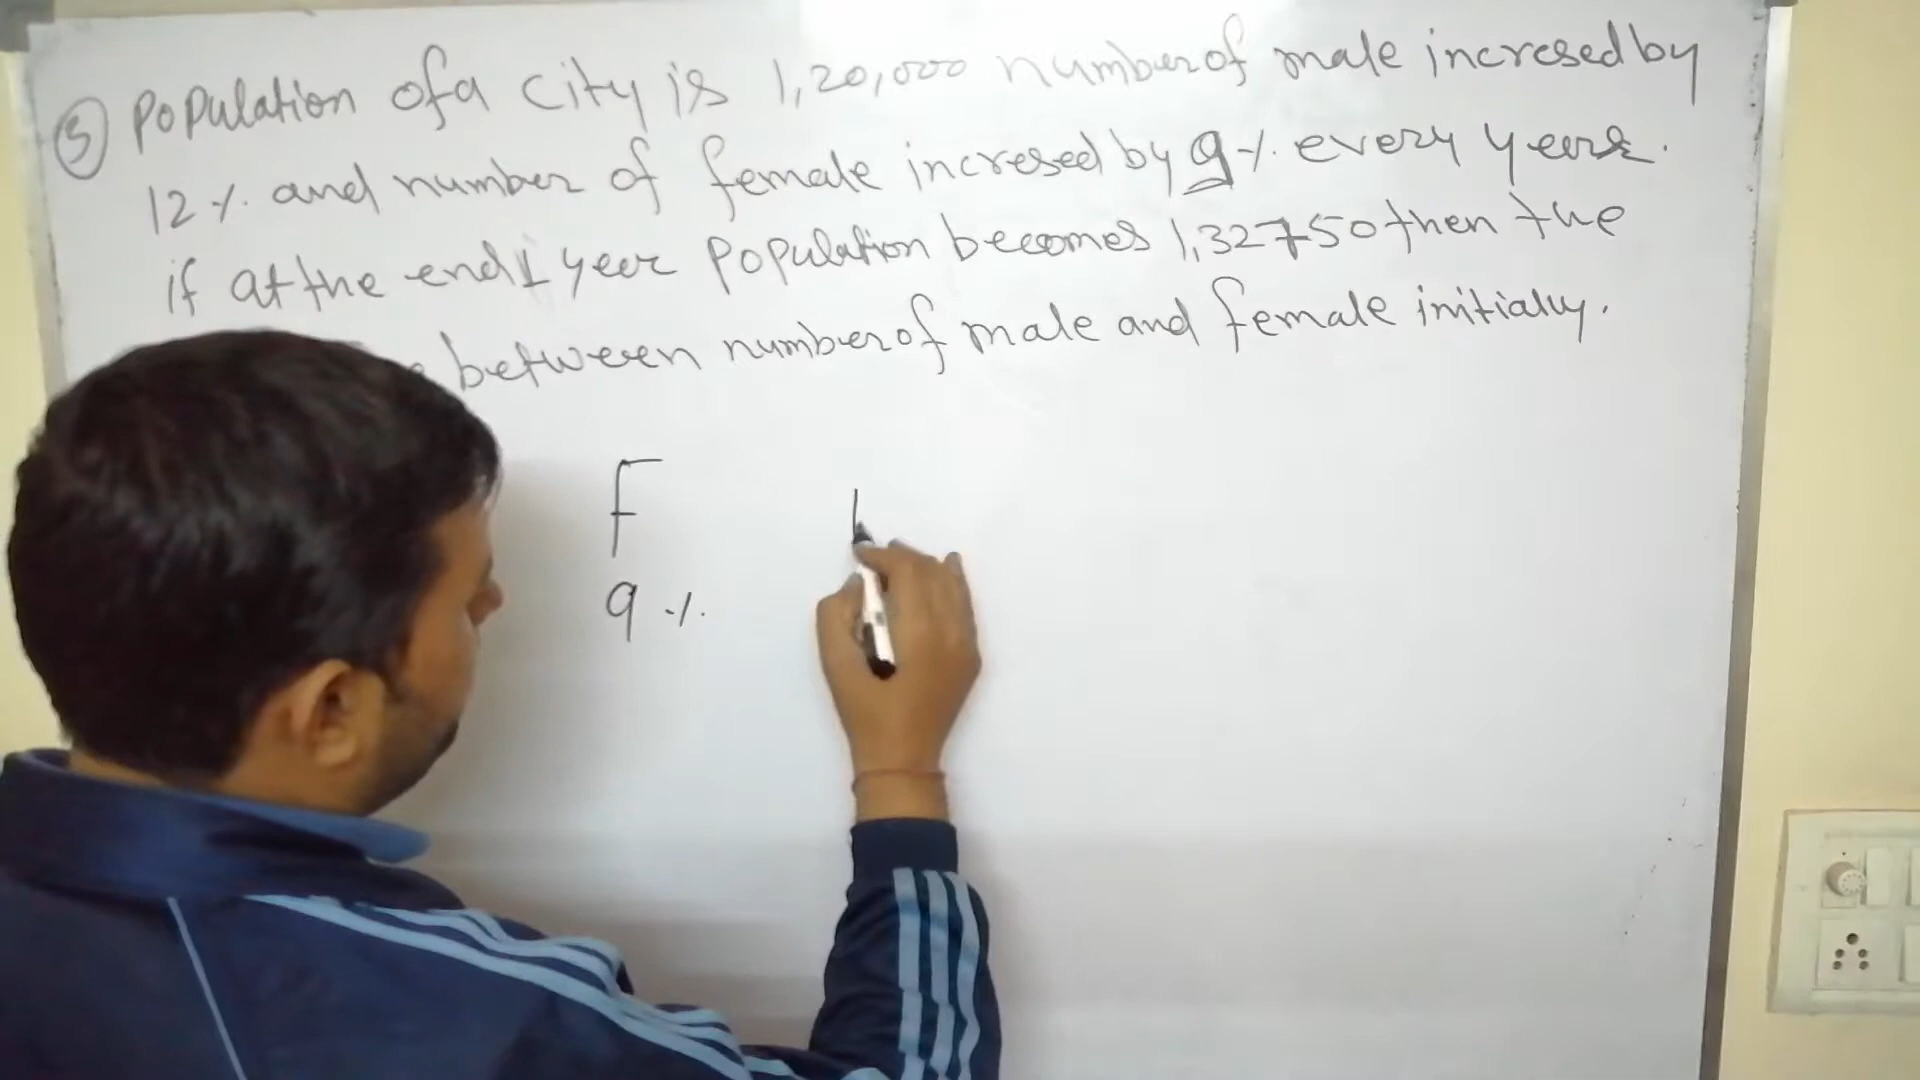 5 Population of a city is 1,20,000 number of male incresed by
12 % and number of female incresed by 9 % every year.
if at the end 1 year Population becomes 1,32750 then the
between number of male and female initialy.
F
9 %